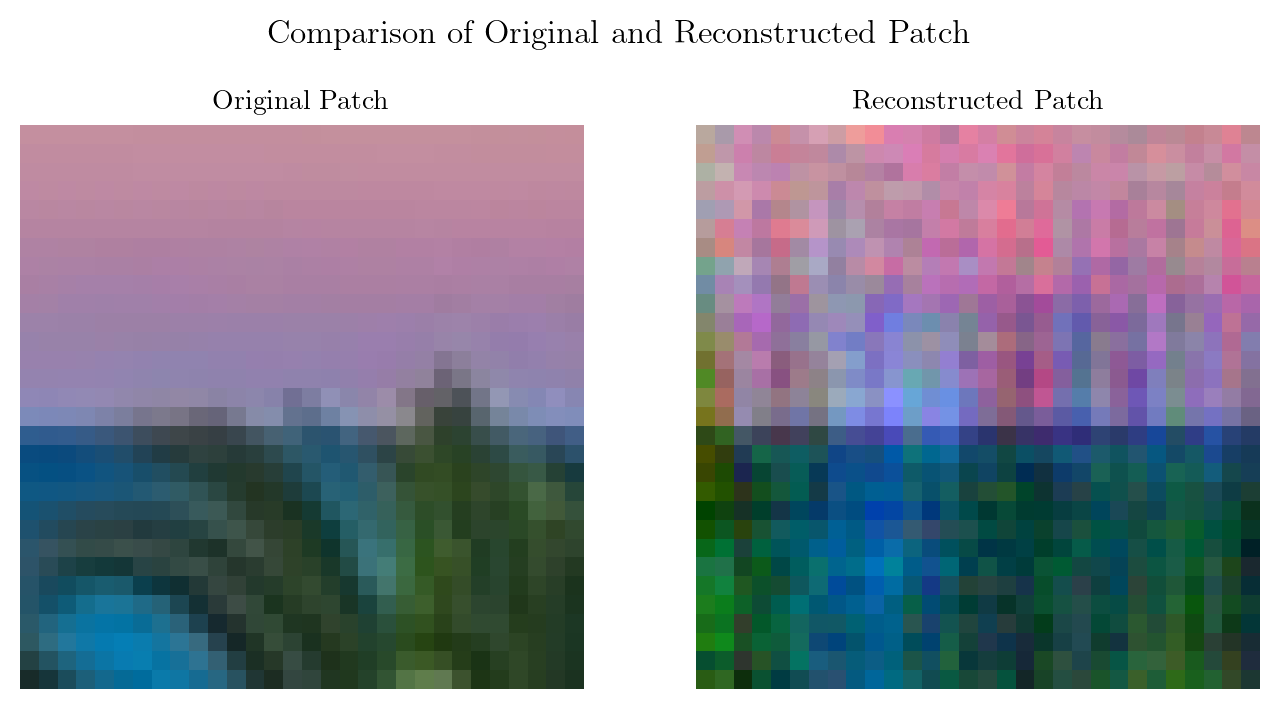 Comparison of Original and Reconstructed Patch
Original Patch
Reconstructed Patch